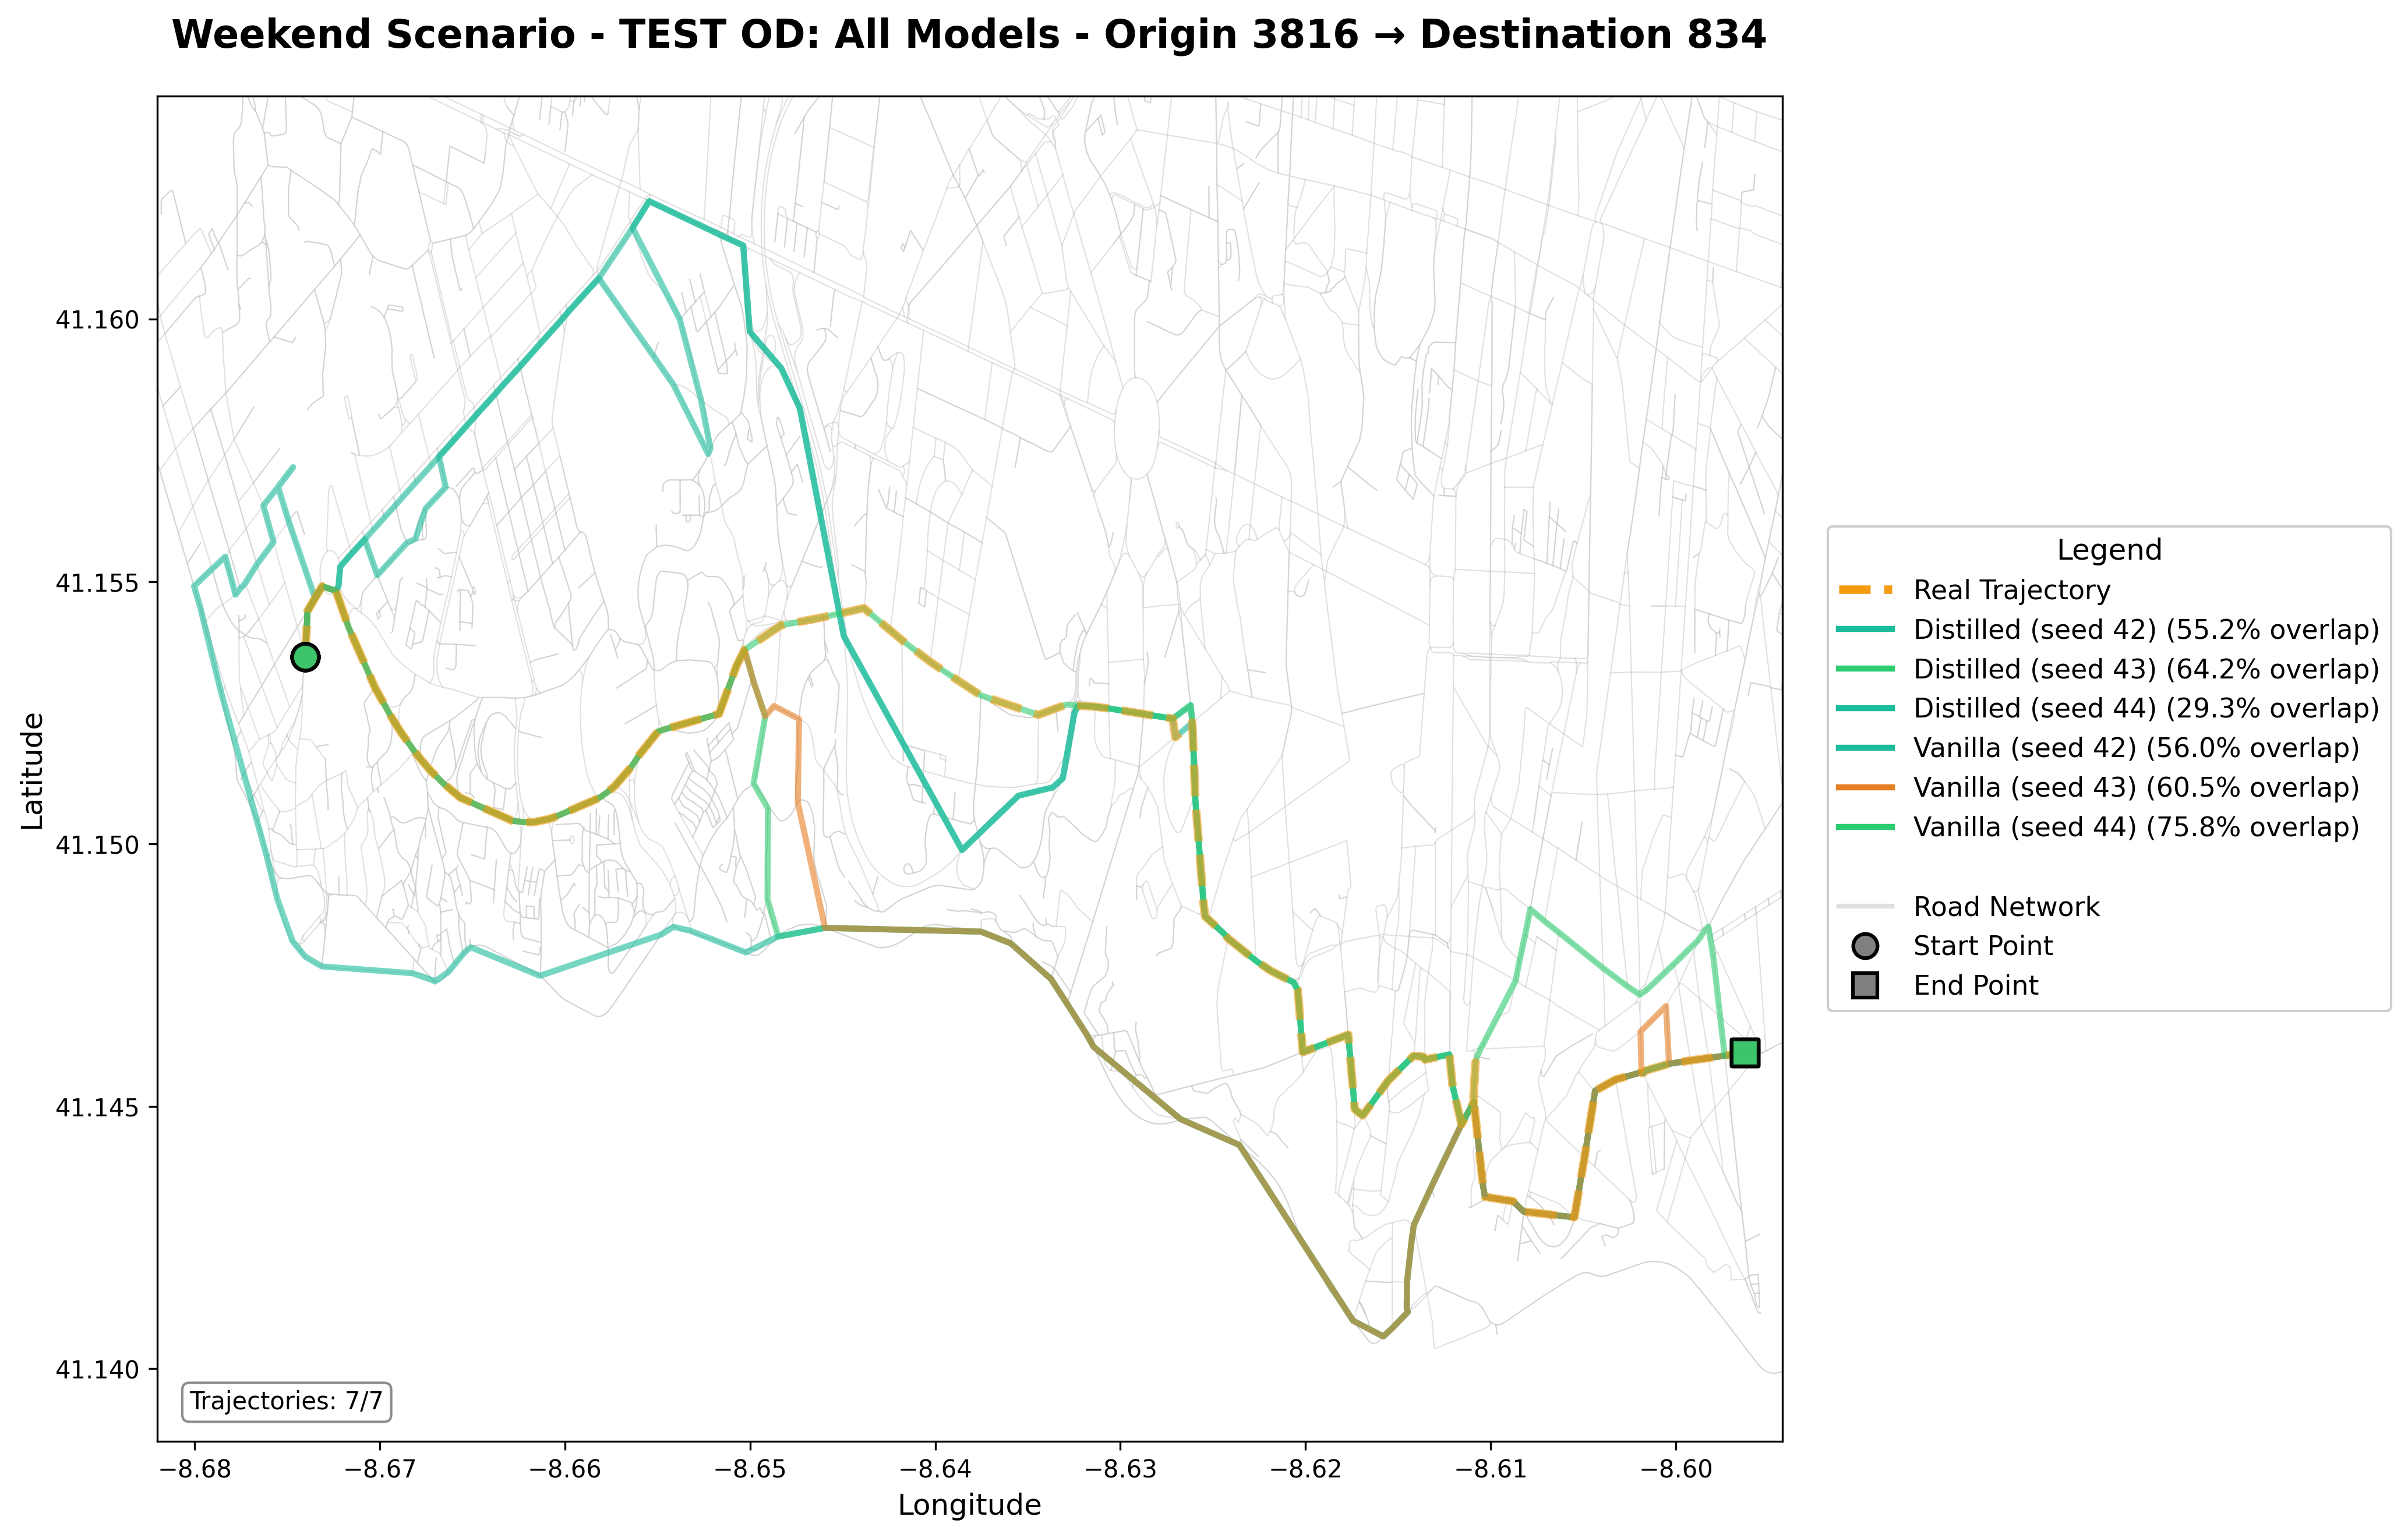 Weekend Scenario - TEST OD: All Models - Origin 3816 → Destination 834
Latitude
41.160
41.155
41.150
41.145
41.140
Trajectories: 7/7
−8.68
−8.67
−8.66
−8.65
−8.64
−8.63
−8.62
−8.61
−8.60
Longitude
Legend
Real Trajectory
Distilled (seed 42) (55.2% overlap)
Distilled (seed 43) (64.2% overlap)
Distilled (seed 44) (29.3% overlap)
Vanilla (seed 42) (56.0% overlap)
Vanilla (seed 43) (60.5% overlap)
Vanilla (seed 44) (75.8% overlap)
Road Network
Start Point
End Point